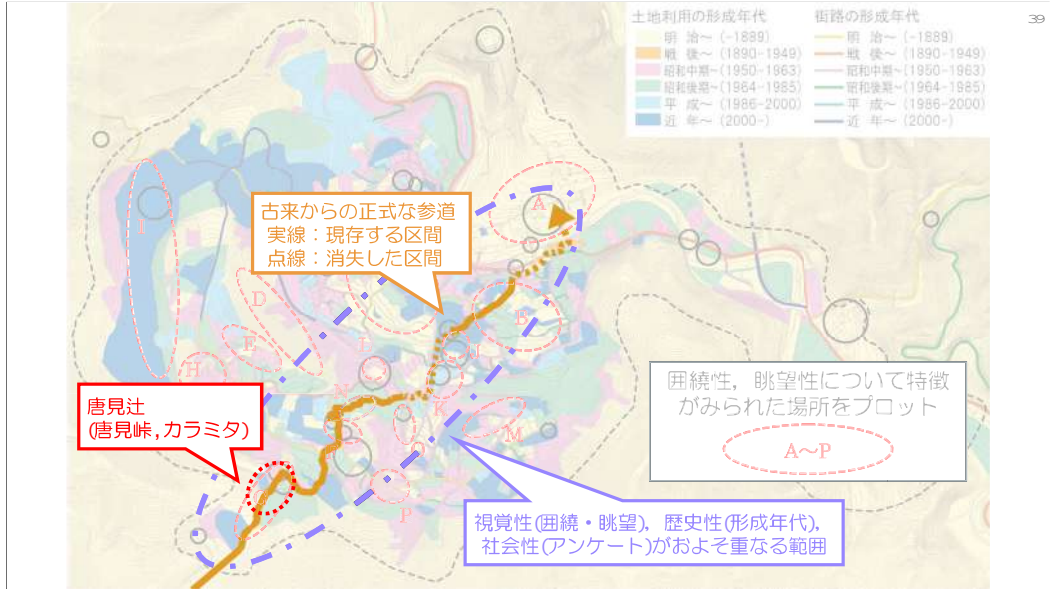 39
土地利用の形成年代
明 治～ (-1889)
戦 後～ (1890-1949)
昭和中期~(1950-1963)
昭和後期~(1964-1985)
平 成～ (1986-2000)
近 年～ (2000-)
街路の形成年代
明 治～ (-1889)
戦 後～ (1890-1949)
昭和中期~(1950-1963)
昭和後期~(1964-1985)
平 成～ (1986-2000)
近 年～ (2000-)
古来からの正式な参道
実線：現存する区間
点線：消失した区間
A
B
D
F
H
I
J
K
L
M
N
O
P
唐見辻
(唐見峠,カラミタ)
囲繞性，眺望性について特徴
がみられた場所をプロット
A～P
視覚性(囲繞・眺望)，歴史性(形成年代)，
社会性(アンケート)がおよそ重なる範囲